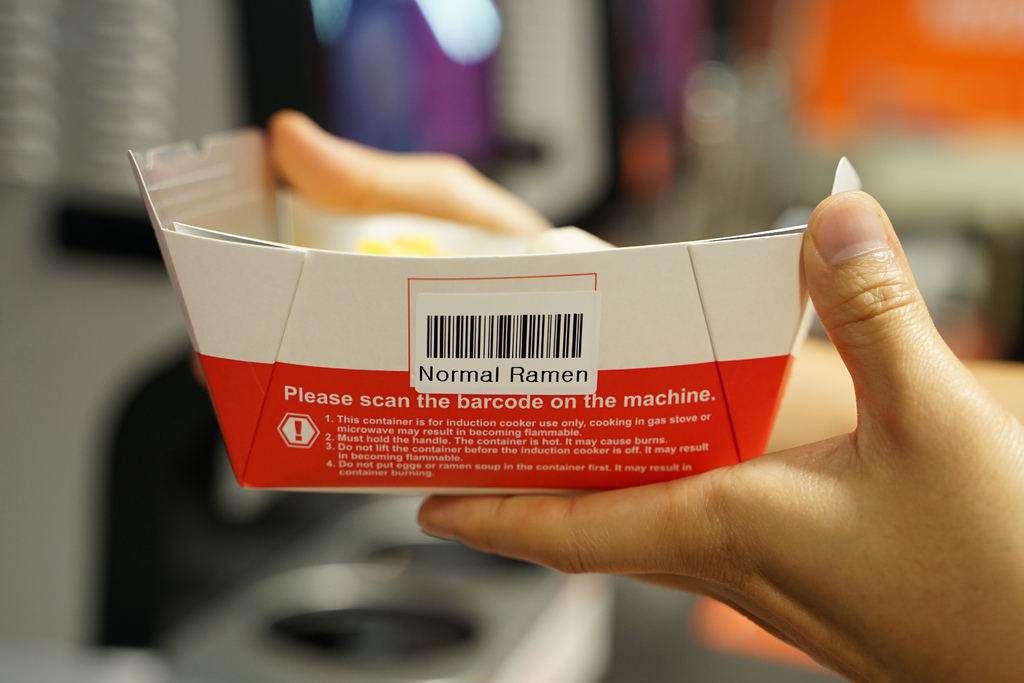 Normal Ramen
Please scan the barcode on the machine.
1. This container is for induction cooker use only, cooking in gas stove or
microwave may result in becoming flammable.
2. Must hold the handle. The container is hot. It may cause burns.
3. Do not lift the container before the induction cooker is off. It may result
in becoming flammable.
4. Do not put eggs or ramen soup in the container first. It may result in
container burning.